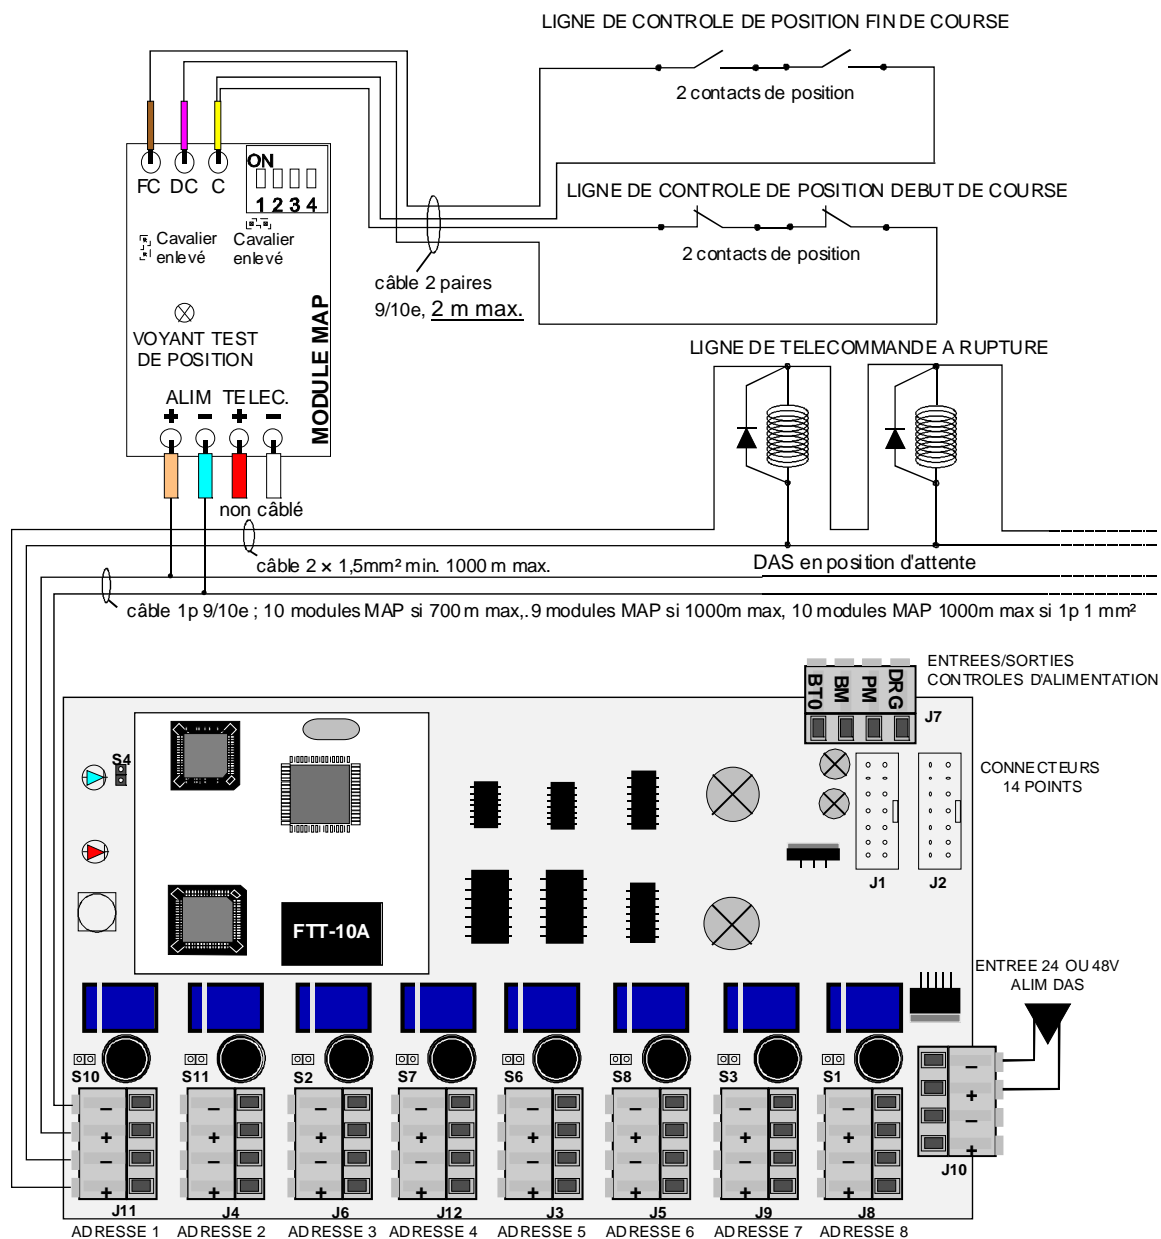 LIGNE DE CONTROLE DE POSITION FIN DE COURSE
2 contacts de position
ON
FC DC C
1 2 3 4
LIGNE DE CONTROLE DE POSITION DEBUT DE COURSE
Cavalier enlevé
Cavalier enlevé
2 contacts de position
câble 2 paires
9/10e, 2 m max.
VOYANT TEST
DE POSITION
MODULE MAP
LIGNE DE TELECOMMANDE A RUPTURE
ALIM TELEC.
+ − + −
non câblé
câble 2 × 1,5mm² min. 1000 m max.
DAS en position d'attente
câble 1p 9/10e ; 10 modules MAP si 700 m max,. 9 modules MAP si 1000m max, 10 modules MAP 1000m max si 1p 1 mm²
ENTREES/SORTIES
CONTROLES D'ALIMENTATION
BT0 BM PM DRG
J7
S4
CONNECTEURS
14 POINTS
J1 J2
FTT-10A
ENTREE 24 OU 48V
ALIM DAS
S10 S11 S2 S7 S6 S8 S3 S1
− − − − − − − − −
+ + + + + + + + +
− − − − − − − − −
+ + + + + + + + +
J10
J11 J4 J6 J12 J3 J5 J9 J8
ADRESSE 1 ADRESSE 2 ADRESSE 3 ADRESSE 4 ADRESSE 5 ADRESSE 6 ADRESSE 7 ADRESSE 8